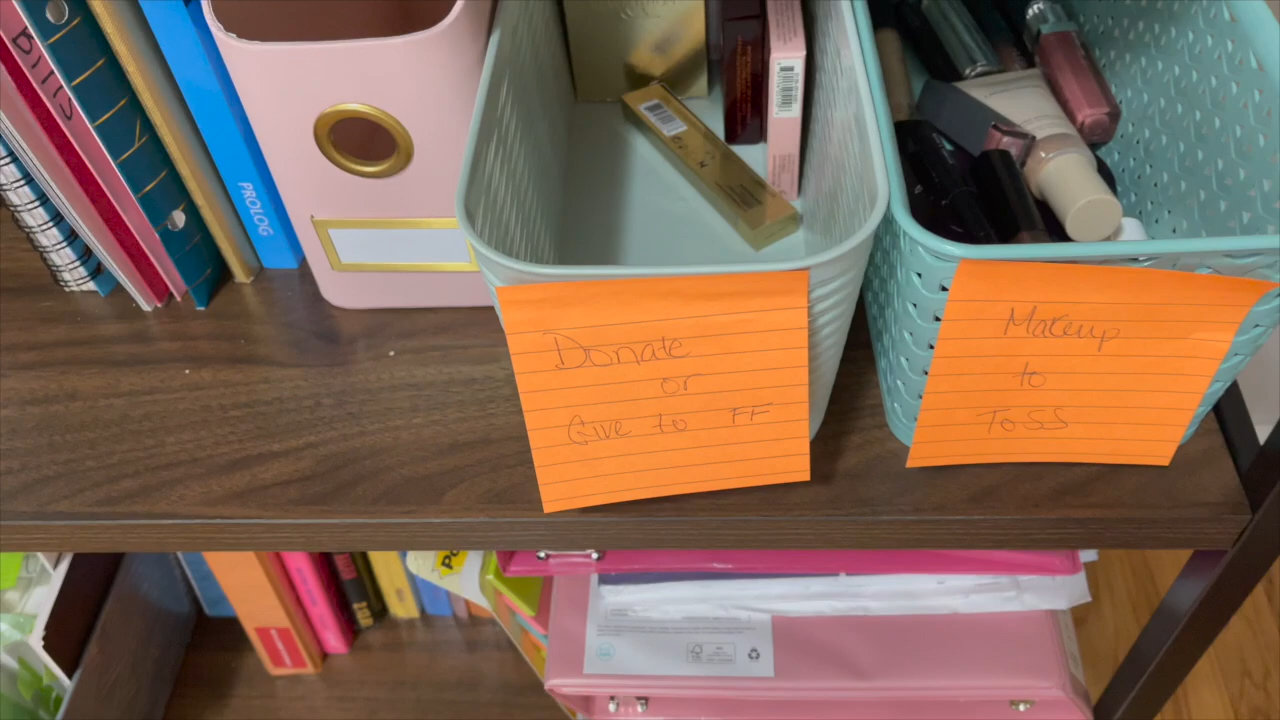 Bills
PROLOG
Donate
or
Give to FF
Makeup
to
Toss